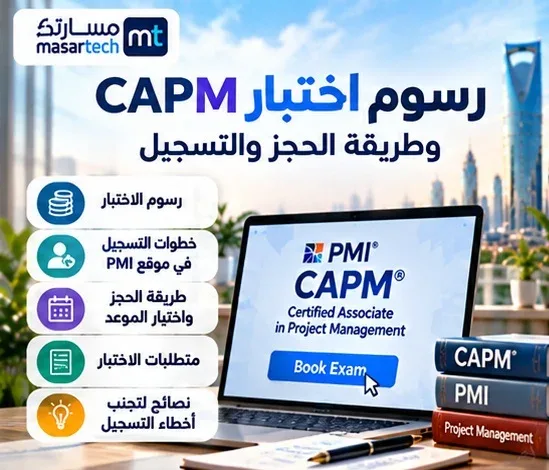 مسارتك
masartech
mt
رسوم اختبار CAPM
وطريقة الحجز والتسجيل
رسوم الاختبار
خطوات التسجيل
في موقع PMI
طريقة الحجز
واختيار الموعد
متطلبات الاختبار
نصائح لتجنب
أخطاء التسجيل
PMI®
CAPM®
Certified Associate
in Project Management
Book Exam
CAPM®
PMI
Project Management